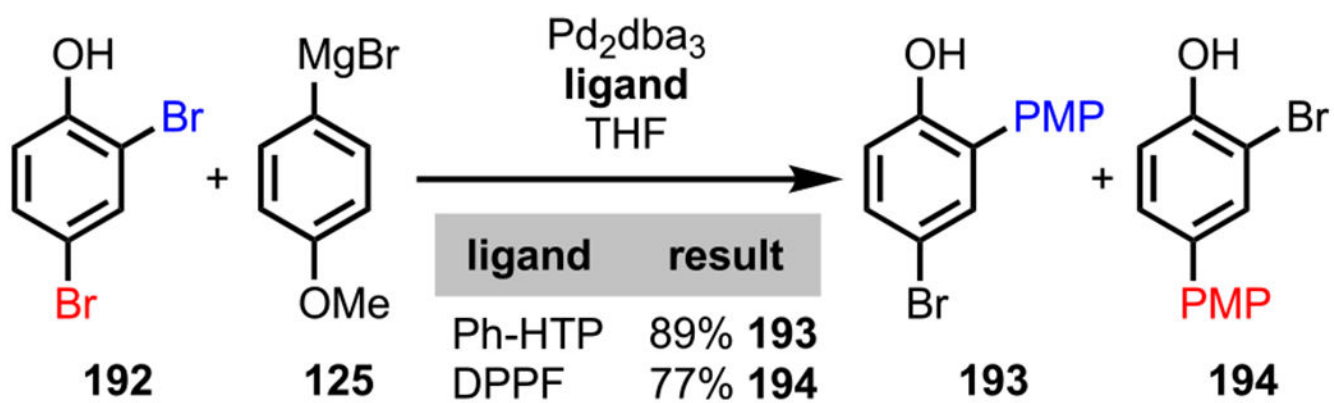 OH
Br
Br
192
+
MgBr
OMe
125
Pd2dba3
ligand
THF
ligand result
Ph-HTP 89% 193
DPPF 77% 194
OH
PMP
Br
193
+
OH
Br
PMP
194